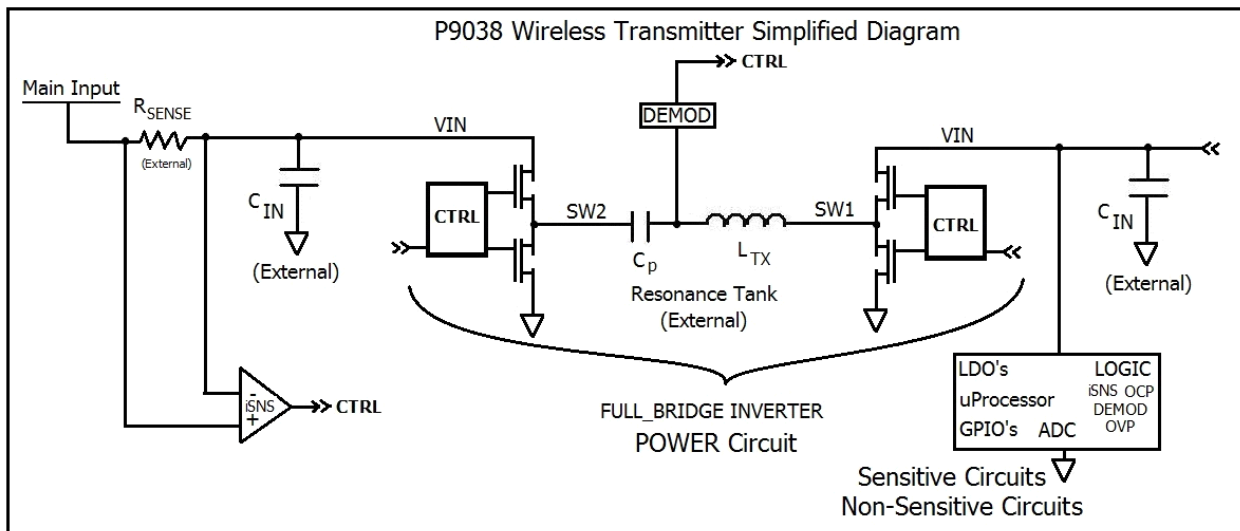 P9038 Wireless Transmitter Simplified Diagram
Main Input
RSENSE
(External)
CIN
(External)
VIN
CTRL
SW2
CTRL
DEMOD
Cp
LTX
SW1
Resonance Tank
(External)
VIN
CTRL
CIN
(External)
-
iSNS
+
CTRL
FULL_BRIDGE INVERTER
POWER Circuit
LDO's LOGIC
iSNS OCP
uProcessor DEMOD
OVP
GPIO's ADC
Sensitive Circuits
Non-Sensitive Circuits